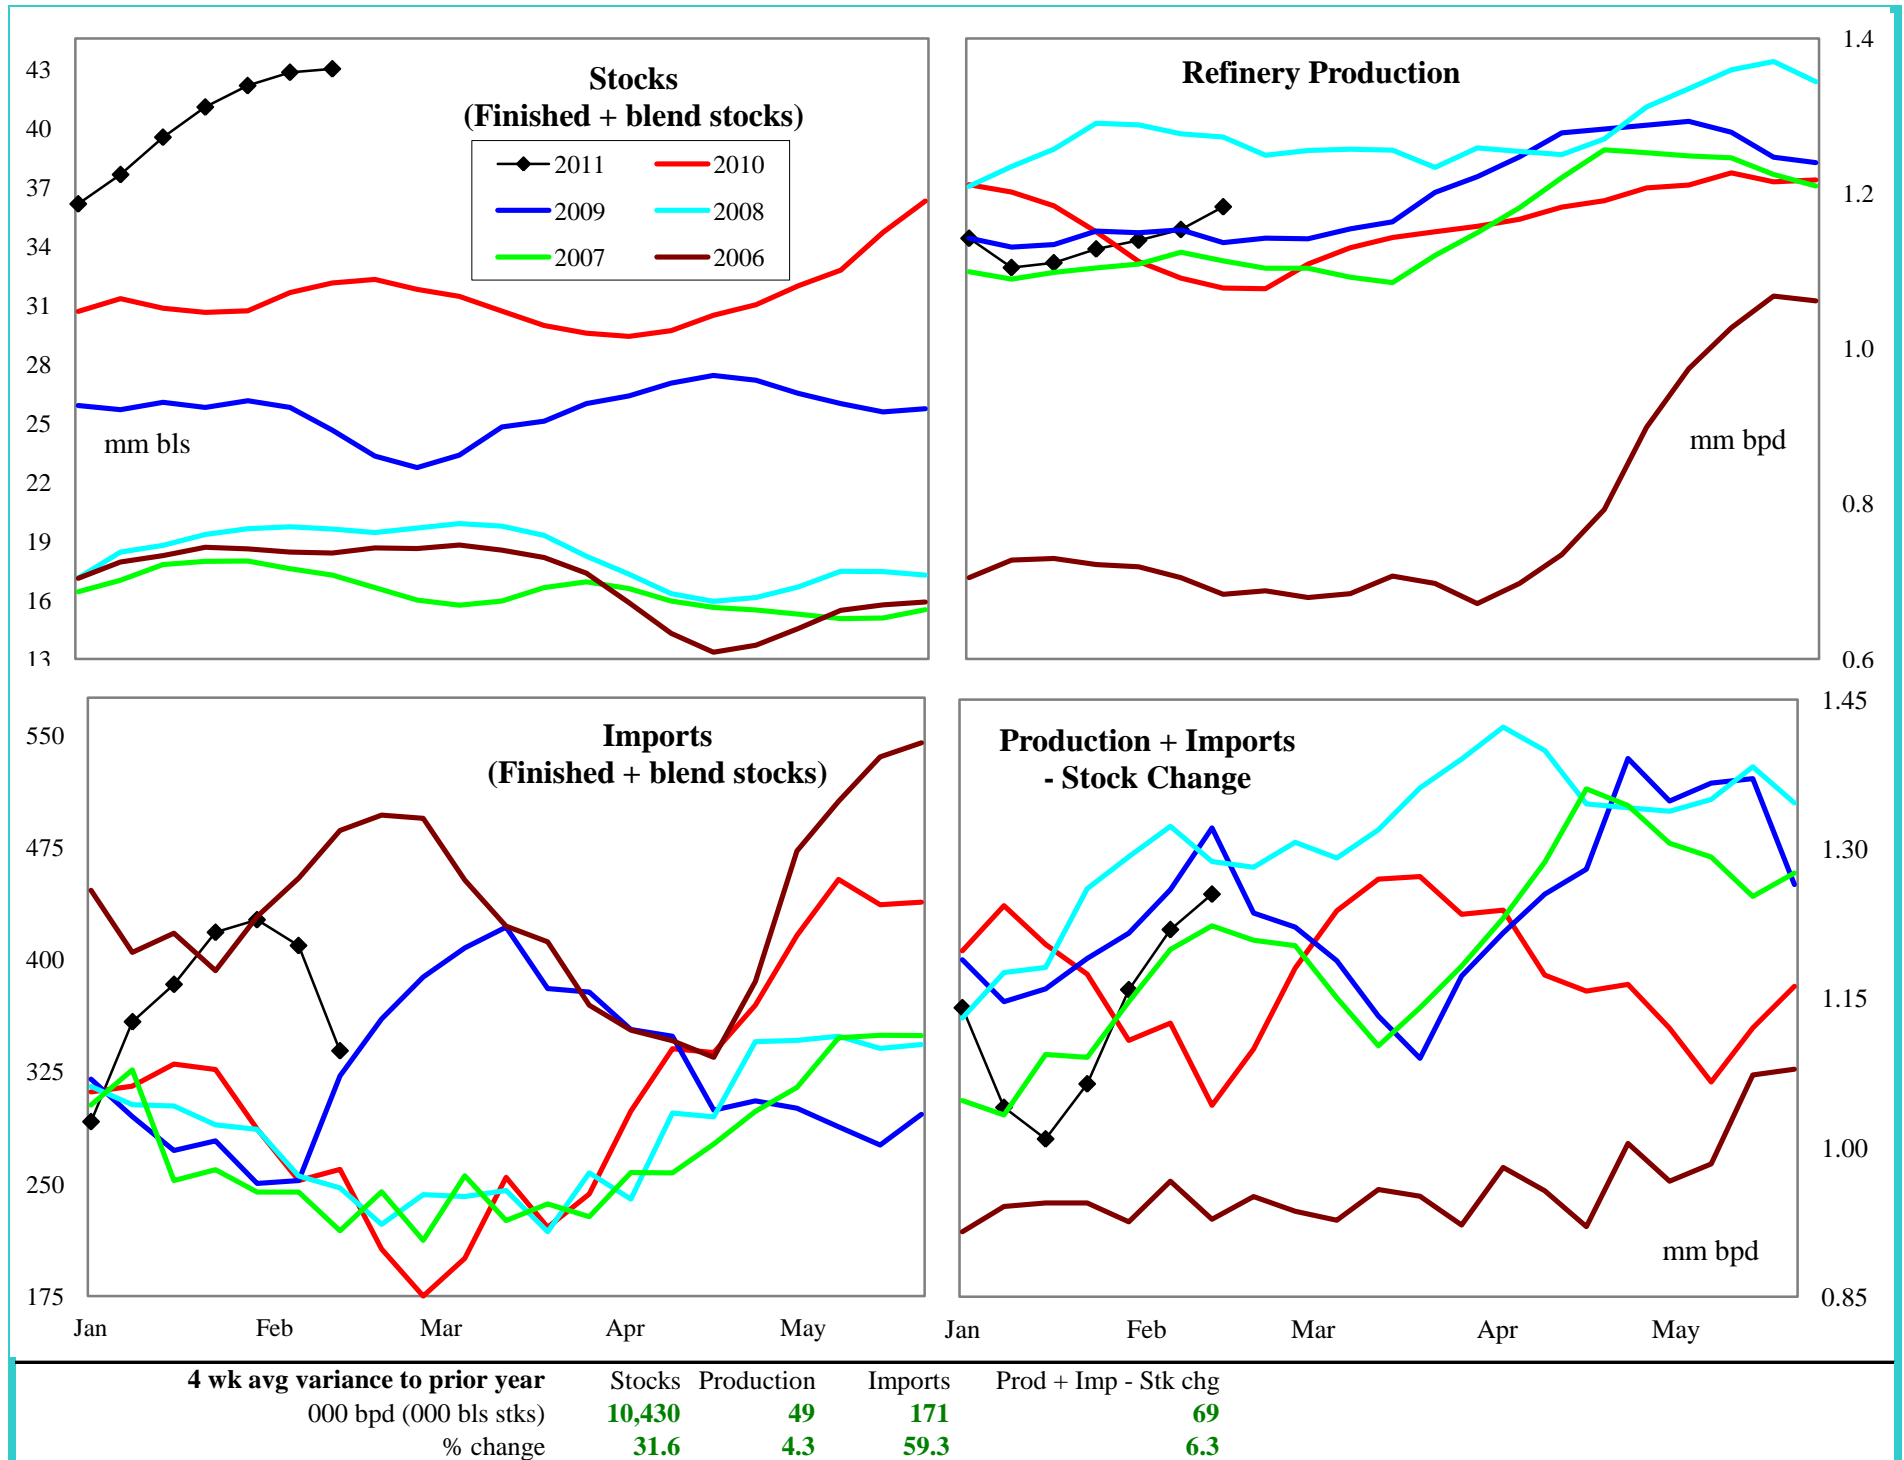 Stocks
(Finished + blend stocks)
43
40
37
34
31
28
25
22
19
16
13
2011
2010
2009
2008
2007
2006
mm bls
Refinery Production
1.4
1.2
1.0
0.8
0.6
mm bpd
Imports
(Finished + blend stocks)
550
475
400
325
250
175
Jan Feb Mar Apr May
Production + Imports
- Stock Change
1.45
1.30
1.15
1.00
0.85
mm bpd
Jan Feb Mar Apr May
4 wk avg variance to prior year Stocks Production Imports Prod + Imp - Stk chg
000 bpd (000 bls stks) 10,430 49 171 69
% change 31.6 4.3 59.3 6.3